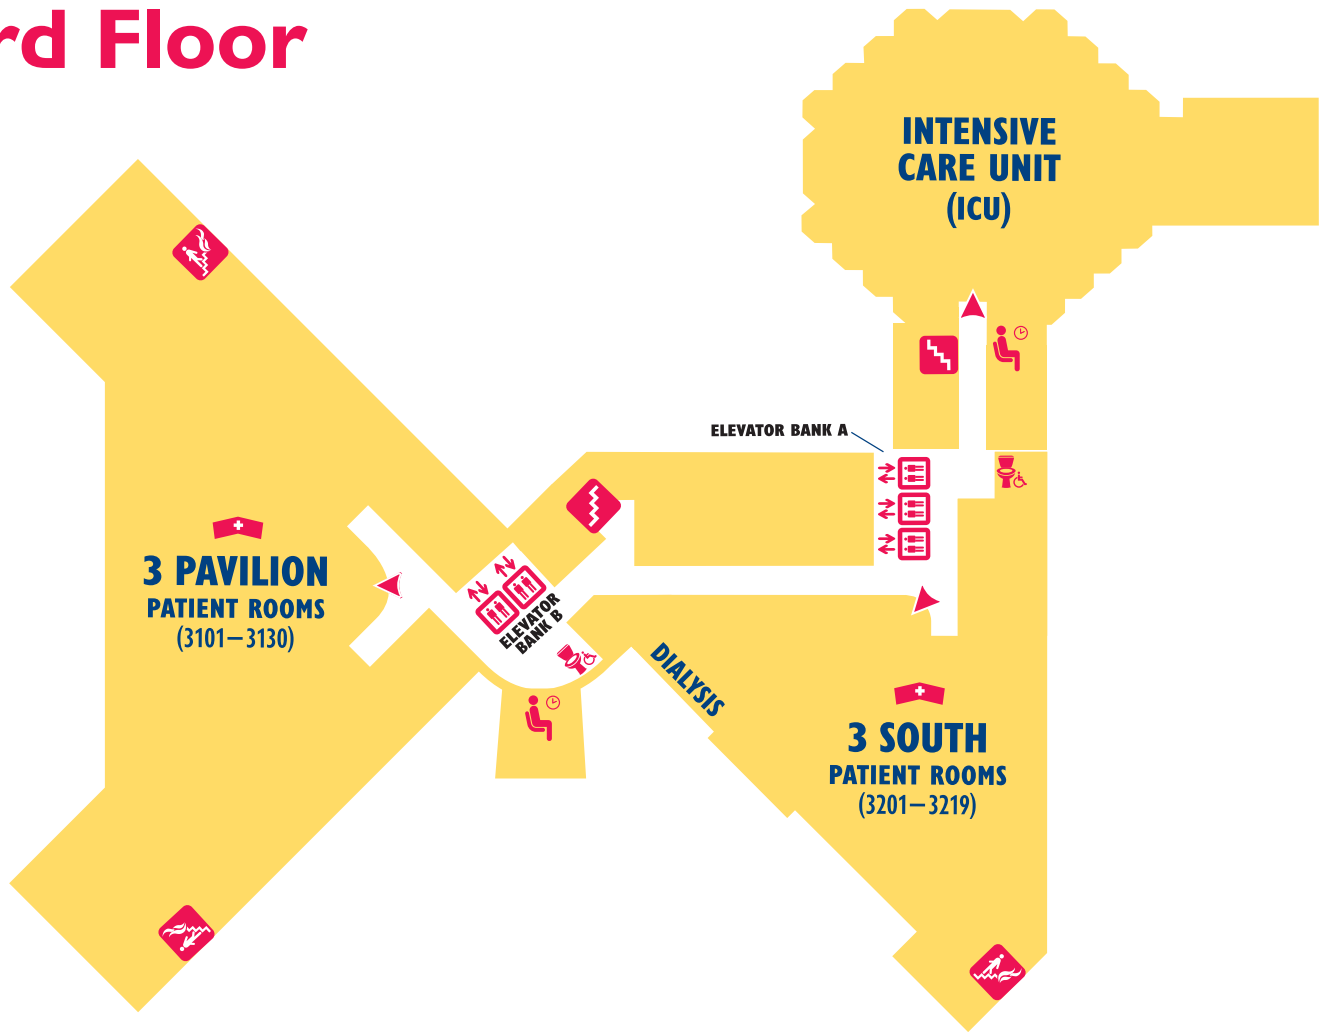 rd Floor
INTENSIVE
CARE UNIT
(ICU)
ELEVATOR BANK A
ELEVATOR
BANK B
3 PAVILION
PATIENT ROOMS
(3101–3130)
DIALYSIS
3 SOUTH
PATIENT ROOMS
(3201–3219)